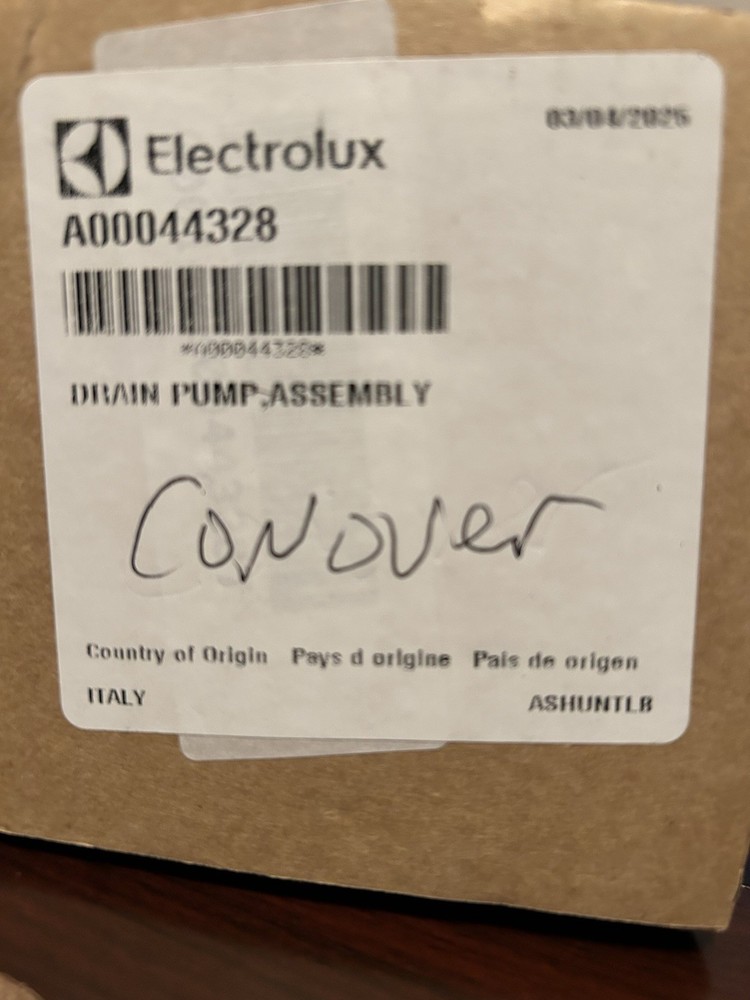 03/04/2025
Electrolux
A00044328
*A00044328*
DRAIN PUMP,ASSEMBLY
Conover
Country of Origin Pays d origine Pais de origen
ITALY
ASHUNTLB